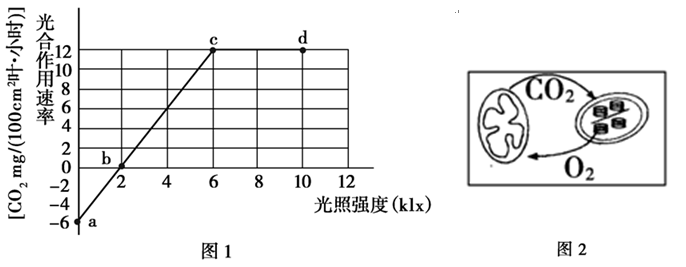 [CO₂ mg/(100cm²叶·小时)]
光合作用速率
12
10
8
6
4
2
0
−2
−4
−6
a
b
c
d
2 4 6 8 10 12
光照强度(klx)
图1
CO₂
O₂
图2